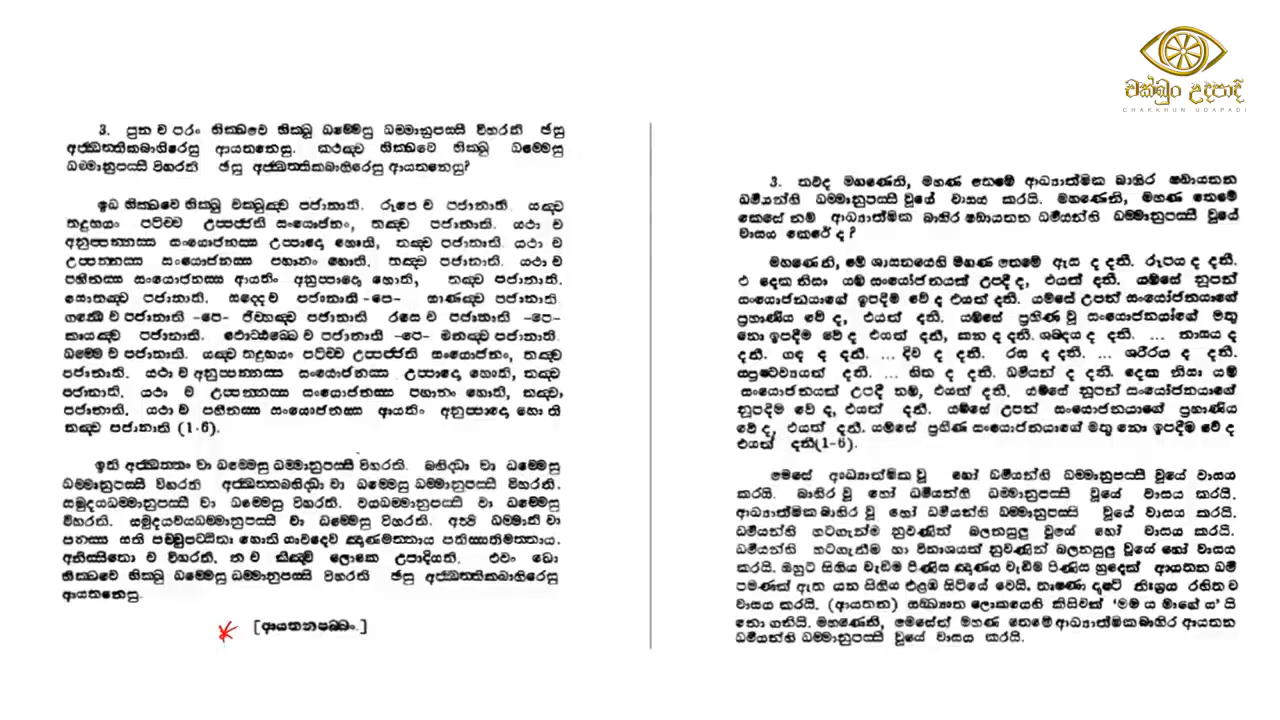 චක්ඛුං උදපාදි
CHAKKHUN UDAPADI
3. පුන ච පරං භික්ඛවෙ භික්ඛු ධම්මෙසු ධම්මානුපස්සී විහරති ඡසු
අජ්ඣත්තිකබාහිරෙසු ආයතනෙසු. කථඤ්ච භික්ඛවෙ භික්ඛු ධම්මෙසු
ධම්මානුපස්සී විහරති ඡසු අජ්ඣත්තිකබාහිරෙසු ආයතනෙසු?
ඉධ භික්ඛවෙ භික්ඛු චක්ඛුඤ්ච පජානාති. රූපෙ ච පජානාති. යඤ්ච
තදුභයං පටිච්ච උප්පජ්ජති සංයොජනං, තඤ්ච පජානාති. යථා ච
අනුප්පන්නස්ස සංයොජනස්ස උප්පාදො හොති, තඤ්ච පජානාති. යථා ච
උප්පන්නස්ස සංයොජනස්ස පහානං හොති. තඤ්ච පජානාති. යථා ච
පහීනස්ස සංයොජනස්ස ආයතිං අනුප්පාදො හොති, තඤ්ච පජානාති.
සොතඤ්ච පජානාති. සද්දෙ ච පජානාති -පෙ- ඝාණඤ්ච පජානාති
ගන්ධෙ ච පජානාති -පෙ- ජිව්හඤ්ච පජානාති රසෙ ච පජානාති -පෙ-
කායඤ්ච පජානාති. ඵොට්ඨබ්බෙ ච පජානාති -පෙ- මනඤ්ච පජානාති.
ධම්මෙ ච පජානාති. යඤ්ච තදුභයං පටිච්ච උප්පජ්ජති සංයොජනං, තඤ්ච
පජානාති. යථා ච අනුප්පන්නස්ස සංයොජනස්ස උප්පාදො හොති, තඤ්ච
පජානාති. යථා ච උප්පන්නස්ස සංයොජනස්ස පහානං හොති, තඤ්ච
පජානාති. යථා ච පහීනස්ස සංයොජනස්ස ආයතිං අනුප්පාදො හොති
තඤ්ච පජානාති (1-6).
ඉති අජ්ඣත්තං වා ධම්මෙසු ධම්මානුපස්සී විහරති. බහිද්ධා වා ධම්මෙසු
ධම්මානුපස්සී විහරති අජ්ඣත්තබහිද්ධා වා ධම්මෙසු ධම්මානුපස්සී විහරති.
සමුදයධම්මානුපස්සී වා ධම්මෙසු විහරති. වයධම්මානුපස්සී වා ධම්මෙසු
විහරති. සමුදයවයධම්මානුපස්සී වා ධම්මෙසු විහරති. අත්ථි ධම්මාති වා
පනස්ස සති පච්චුපට්ඨිතා හොති යාවදෙව ඤාණමත්තාය පතිස්සතිමත්තාය.
අනිස්සිතො ච විහරති. න ච කිඤ්චි ලොකෙ උපාදියති. එවං ඛො
භික්ඛවෙ භික්ඛු ධම්මෙසු ධම්මානුපස්සී විහරති ඡසු අජ්ඣත්තිකබාහිරෙසු
ආයතනෙසු.
[ආයතනපබ්බං.]
3. තවද මහණෙනි, මහණ තෙමේ ආධ්‍යාත්මික බාහිර ෂඩායතන
ධර්මයන්හි ධම්මානුපස්සී වූයේ වාසය කරයි. මහණෙනි, මහණ තෙමේ
කෙසේ නම් ආධ්‍යාත්මික බාහිර ෂඩායතන ධර්මයන්හි ධම්මානුපස්සී වූයේ
වාසය කෙරේ ද?
මහණෙනි, මේ ශාසනයෙහි මහණ තෙමේ ඇස ද දනී. රූපය ද දනී.
එ දෙක නිසා යම් සංයෝජනයක් උපදී ද, එයත් දනී. යම්සේ නූපන්
සංයෝජනයාගේ ඉපදීම වේ ද එයත් දනී. යම්සේ උපන් සංයෝජනයාගේ
ප්‍රහාණය වේ ද, එයත් දනී. යම්සේ ප්‍රහීණ වූ සංයෝජනයාගේ මතු
නො ඉපදීම වේ ද එයත් දනී, කන ද දනී. ශබ්දය ද දනී. ... නාසය ද
දනී. ගඳ ද දනී. ... දිව ද දනී. රස ද දනී. ... ශරීරය ද දනී.
ස්ප්‍රෂ්ටව්‍යයත් දනී. ... සිත ද දනී. ධර්මයත් ද දනී. දෙක නිසා යම්
සංයෝජනයක් උපදී නම්, එයත් දනී. යම්සේ නූපන් සංයෝජනයාගේ
නූපදීම වේ ද, එයත් දනී. යම්සේ උපන් සංයෝජනයාගේ ප්‍රහාණය
වේ ද, එයත් දනී. යම්සේ ප්‍රහීණ සංයෝජනයාගේ මතු නො ඉපදීම වේ ද
එයත් දනී(1-6).
මෙසේ ආධ්‍යාත්මික වූ හෝ ධර්මයන්හි ධම්මානුපස්සී වූයේ වාසය
කරයි. බාහිර වූ හෝ ධර්මයන්හි ධම්මානුපස්සී වූයේ වාසය කරයි.
ආධ්‍යාත්මික බාහිර වූ හෝ ධර්මයන්හි ධම්මානුපස්සී වූයේ වාසය කරයි.
ධර්මයන්හි හටගැන්ම නුවණින් බලනසුලු වූයේ හෝ වාසය කරයි.
ධර්මයන්හි හටගැනීම හා විනාශයත් නුවණින් බලනසුලු වූයේ හෝ වාසය
කරයි. ඔහුට සිහිය වැඩීම පිණිස ඤාණය වැඩීම පිණිස හුදෙක් ආයතන ධර්ම
පමණක් ඇත යන සිහිය එළඹ සිටියේ වෙයි. තෘෂ්ණා දෘෂ්ටි නිඃශ්‍රය රහිත ව
වාසය කරයි. (ආයතන) සඞ්ඛ්‍යාත ලොකයෙහි කිසිවක් ‘මම ය මාගේ ය’ යි
නො ගනියි. මහණෙනි, මෙසේත් මහණ තෙමේ ආධ්‍යාත්මික බාහිර ආයතන
ධර්මයන්හි ධම්මානුපස්සී වූයේ වාසය කරයි.